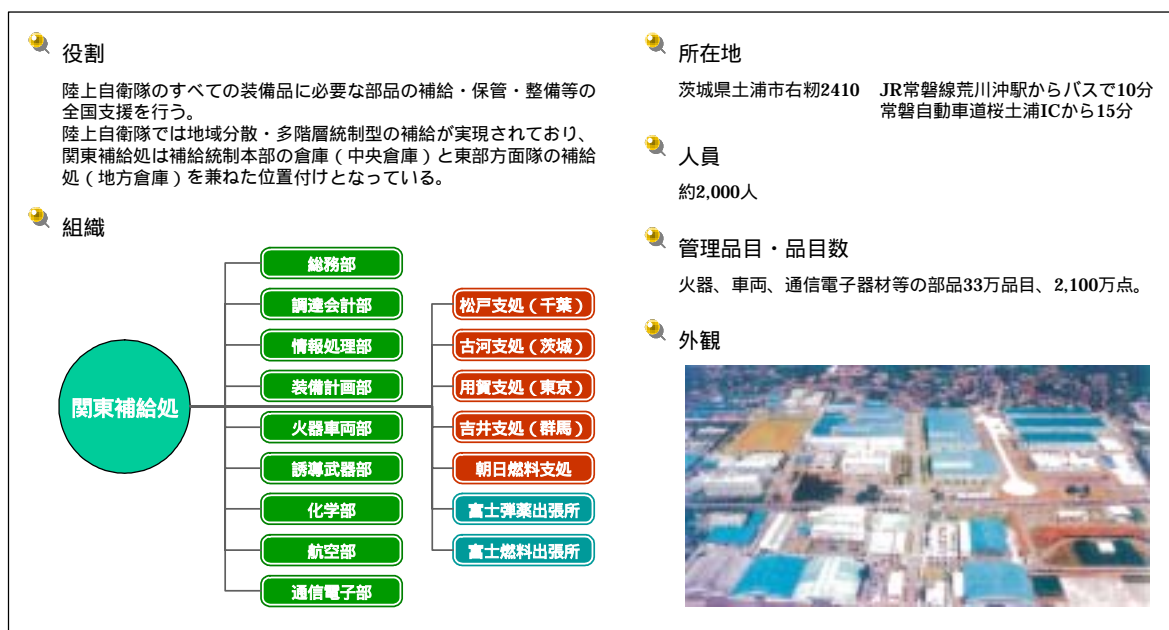 役割
陸上自衛隊のすべての装備品に必要な部品の補給・保管・整備等の
全国支援を行う。
陸上自衛隊では地域分散・多階層統制型の補給が実現されており、
関東補給処は補給統制本部の倉庫(中央倉庫)と東部方面隊の補給
処(地方倉庫)を兼ねた位置付けとなっている。
組織
関東補給処
総務部
調達会計部
情報処理部
装備計画部
火器車両部
誘導武器部
化学部
航空部
通信電子部
松戸支処(千葉)
古河支処(茨城)
用賀支処(東京)
吉井支処(群馬)
朝日燃料支処
富士弾薬出張所
富士燃料出張所
所在地
茨城県土浦市右籾2410 JR常磐線荒川沖駅からバスで10分
常磐自動車道桜土浦ICから15分
人員
約2,000人
管理品目・品目数
火器、車両、通信電子器材等の部品33万品目、2,100万点。
外観